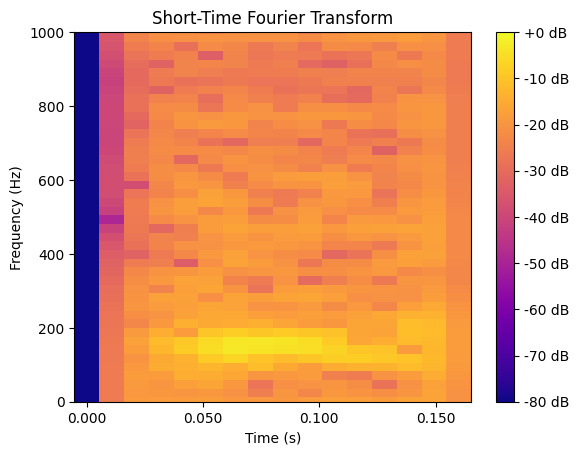 Short-Time Fourier Transform
Frequency (Hz)
1000
800
600
400
200
0
0.000
0.050
0.100
0.150
Time (s)
+0 dB
-10 dB
-20 dB
-30 dB
-40 dB
-50 dB
-60 dB
-70 dB
-80 dB